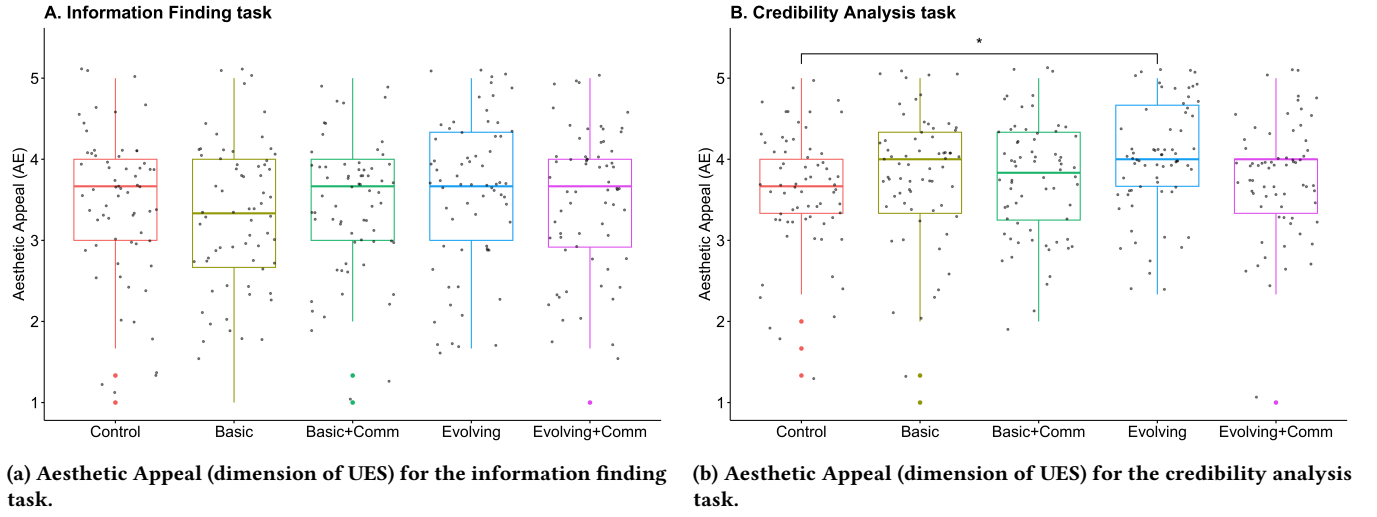 A. Information Finding task
Aesthetic Appeal (AE)
5
4
3
2
1
Control Basic Basic+Comm Evolving Evolving+Comm
(a) Aesthetic Appeal (dimension of UES) for the information finding
task.
B. Credibility Analysis task
*
Aesthetic Appeal (AE)
5
4
3
2
1
Control Basic Basic+Comm Evolving Evolving+Comm
(b) Aesthetic Appeal (dimension of UES) for the credibility analysis
task.